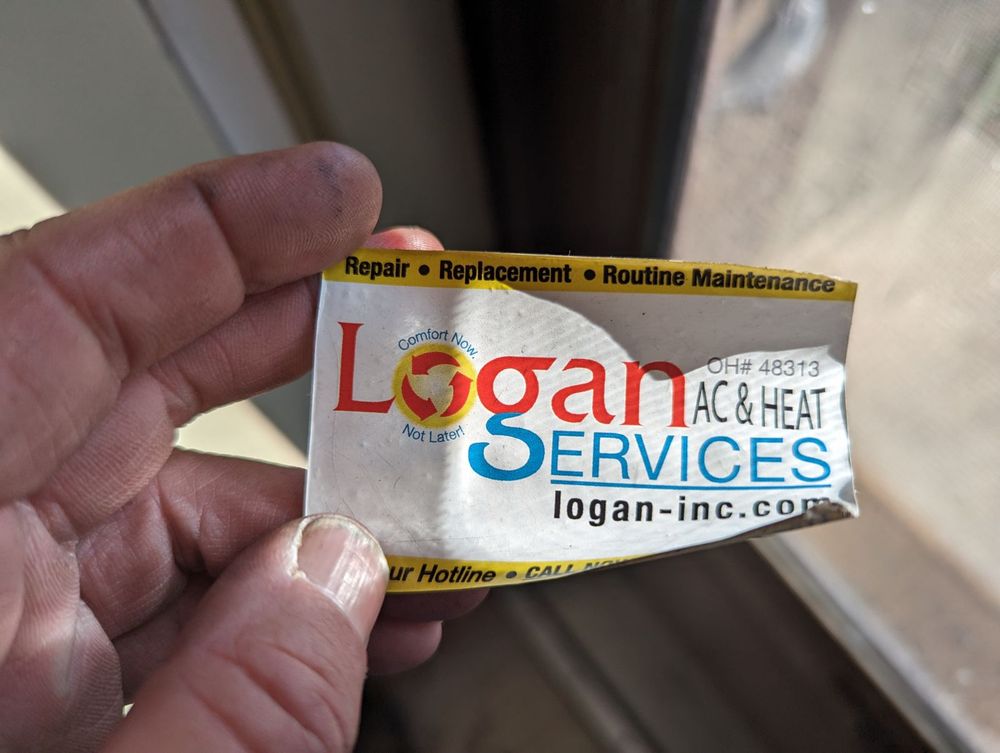 Repair • Replacement • Routine Maintenance
Comfort Now,
Logan
Not Later!
OH# 48313
AC & HEAT
SERVICES
logan-inc.com
ur Hotline • CALL